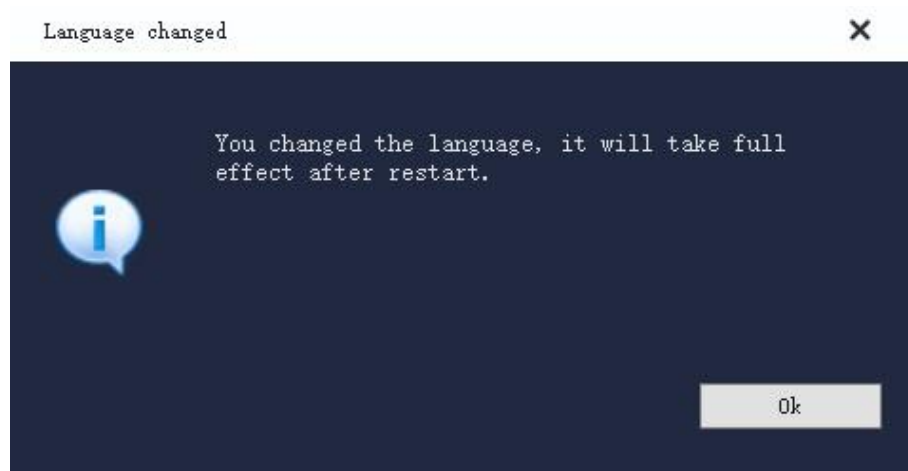 Language changed
You changed the language, it will take full
effect after restart.
Ok